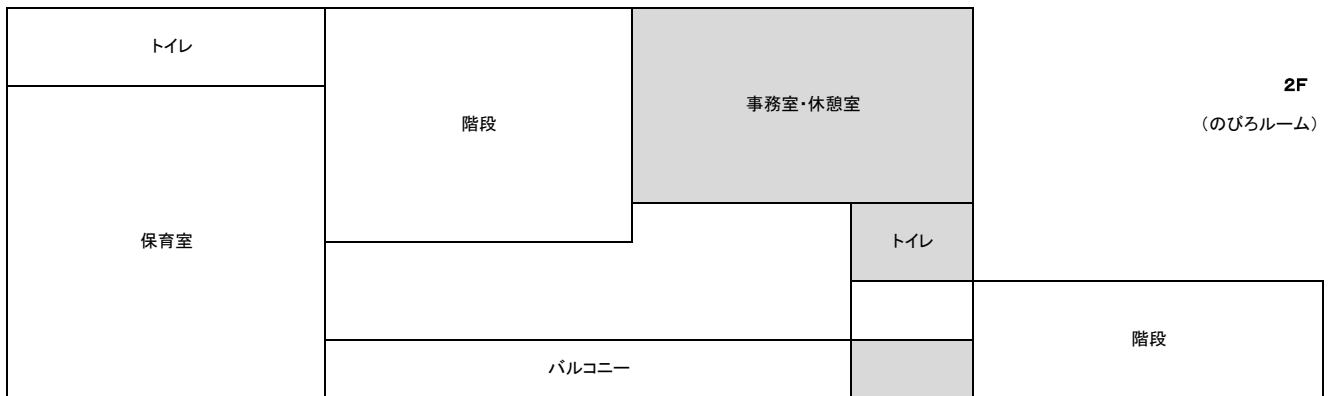 トイレ
階段
事務室・休憩室
2F
(のびろルーム)
保育室
トイレ
階段
バルコニー